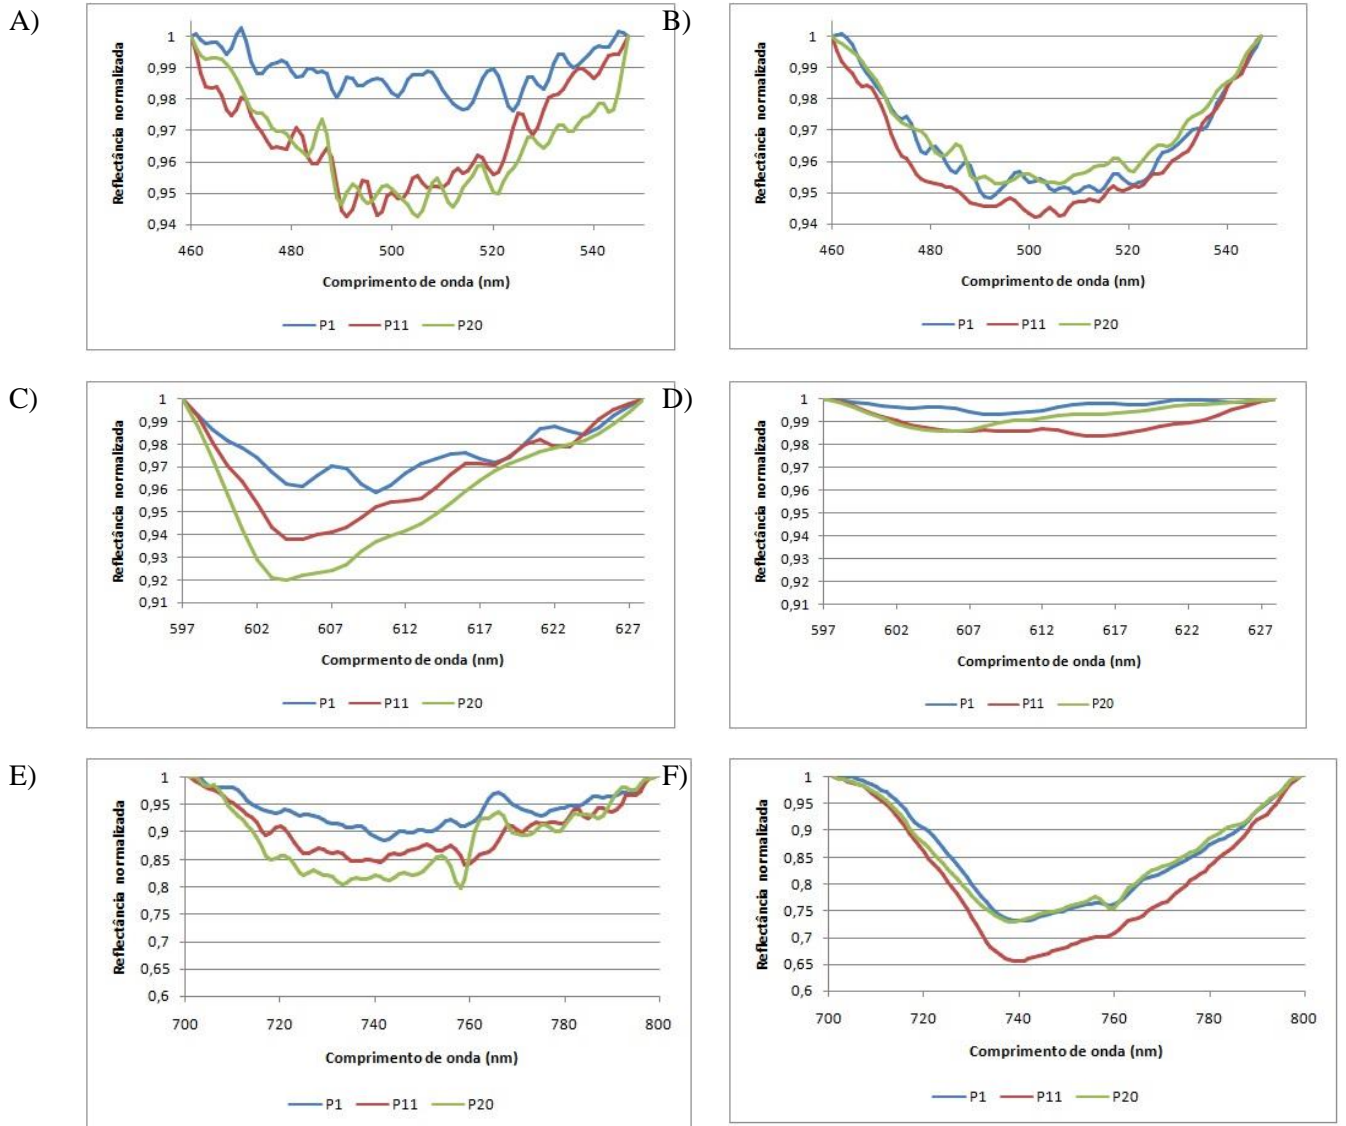 A)
Reflectância normalizada
1
0,99
0,98
0,97
0,96
0,95
0,94
460 480 500 520 540
Comprimento de onda (nm)
P1 P11 P20
B)
Reflectância normalizada
1
0,99
0,98
0,97
0,96
0,95
0,94
460 480 500 520 540
Comprimento de onda (nm)
P1 P11 P20
C)
Reflectância normalizada
1
0,99
0,98
0,97
0,96
0,95
0,94
0,93
0,92
0,91
597 602 607 612 617 622 627
Comprmento de onda (nm)
P1 P11 P20
D)
Reflectância normalizada
1
0,99
0,98
0,97
0,96
0,95
0,94
0,93
0,92
0,91
597 602 607 612 617 622 627
Comprimento de onda (nm)
P1 P11 P20
E)
Reflectância normalizada
1
0,95
0,9
0,85
0,8
0,75
0,7
0,65
0,6
700 720 740 760 780 800
Comprimento de onda (nm)
P1 P11 P20
F)
Reflectância normalizada
1
0,95
0,9
0,85
0,8
0,75
0,7
0,65
0,6
700 720 740 760 780 800
Comprimento de onda (nm)
P1 P11 P20